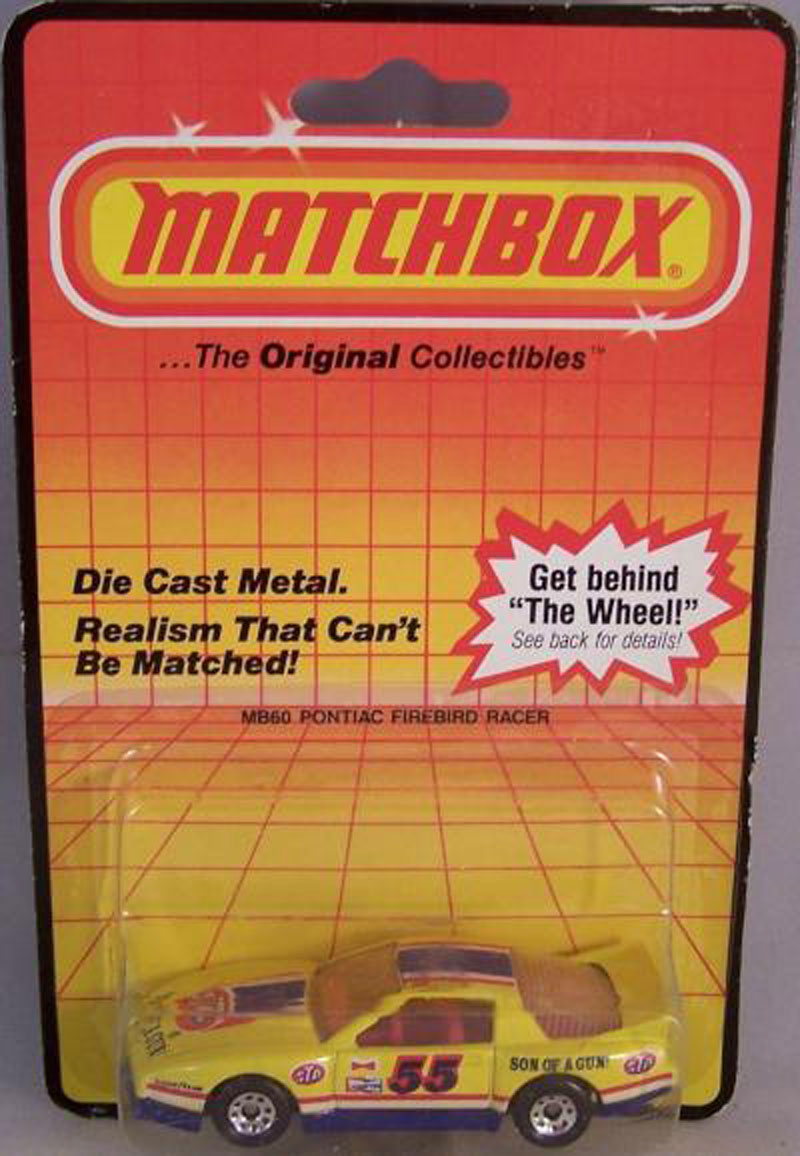 MATCHBOX®
...The Original Collectibles™
Die Cast Metal.
Realism That Can't
Be Matched!
Get behind
“The Wheel!”
See back for details!
MB60 PONTIAC FIREBIRD RACER
STP
55
SON OF A GUN!
STP